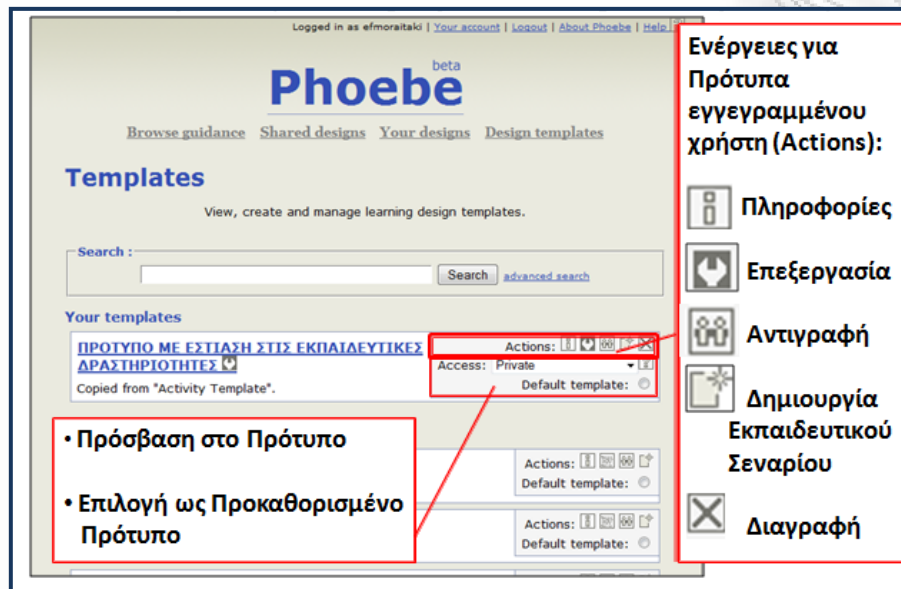 Logged in as efmoraitaki | Your account | Logout | About Phoebe | Help
beta
Phoebe
Browse guidance Shared designs Your designs Design templates
Templates
View, create and manage learning design templates.
Search :
Search advanced search
Your templates
ΠΡΟΤΥΠΟ ΜΕ ΕΣΤΙΑΣΗ ΣΤΙΣ ΕΚΠΑΙΔΕΥΤΙΚΕΣ
ΔΡΑΣΤΗΡΙΟΤΗΤΕΣ
Copied from "Activity Template".
Actions:
Access: Private
Default template:
• Πρόσβαση στο Πρότυπο
• Επιλογή ως Προκαθορισμένο
Πρότυπο
Actions:
Default template:
Actions:
Default template:
Ενέργειες για
Πρότυπα
εγγεγραμμένου
χρήστη (Actions):
Πληροφορίες
Επεξεργασία
Αντιγραφή
Δημιουργία
Εκπαιδευτικού
Σεναρίου
Διαγραφή